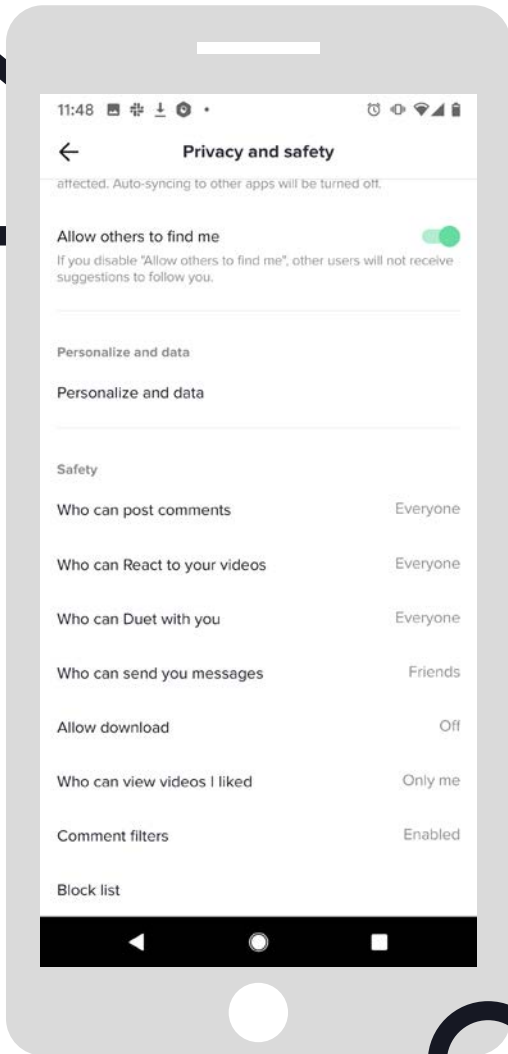 11:48
Privacy and safety
affected. Auto-syncing to other apps will be turned off.
Allow others to find me
If you disable "Allow others to find me", other users will not receive
suggestions to follow you.
Personalize and data
Personalize and data
Safety
Who can post comments Everyone
Who can React to your videos Everyone
Who can Duet with you Everyone
Who can send you messages Friends
Allow download Off
Who can view videos I liked Only me
Comment filters Enabled
Block list